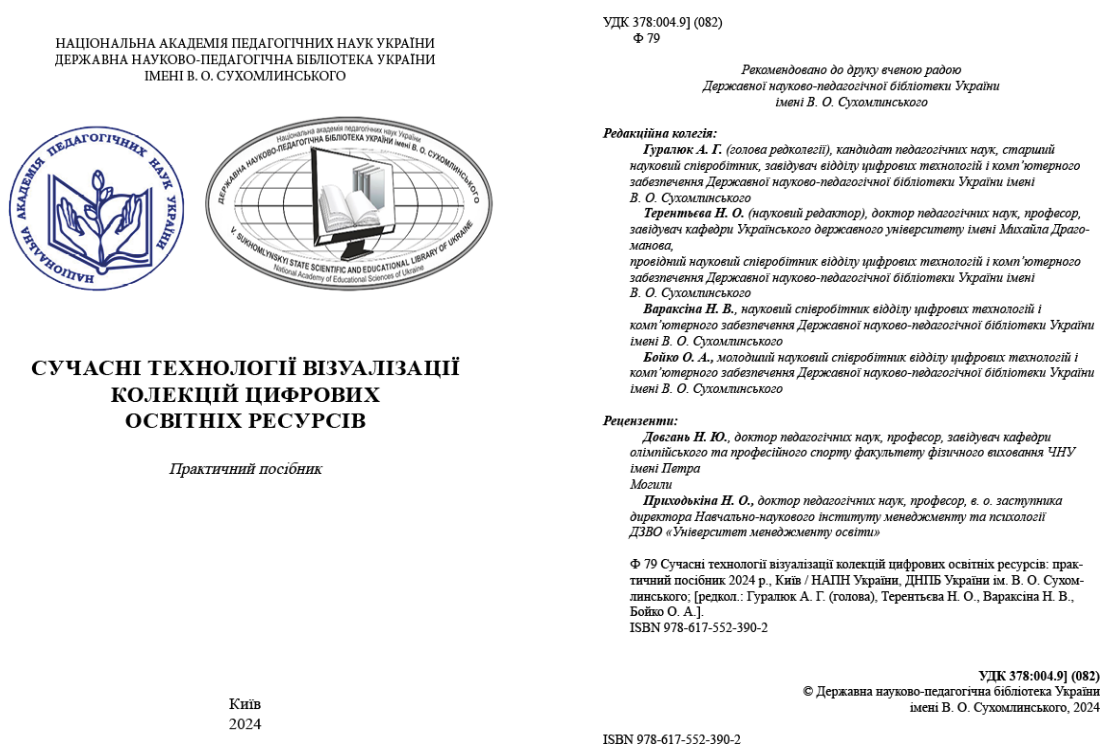 НАЦІОНАЛЬНА АКАДЕМІЯ ПЕДАГОГІЧНИХ НАУК УКРАЇНИ
ДЕРЖАВНА НАУКОВО-ПЕДАГОГІЧНА БІБЛІОТЕКА УКРАЇНИ
ІМЕНІ В. О. СУХОМЛИНСЬКОГО
НАЦІОНАЛЬНА АКАДЕМІЯ ПЕДАГОГІЧНИХ НАУК УКРАЇНИ
Національна академія педагогічних наук України
ДЕРЖАВНА НАУКОВО-ПЕДАГОГІЧНА БІБЛІОТЕКА УКРАЇНИ імені В. О. СУХОМЛИНСЬКОГО
V. SUKHOMLYNSKYI STATE SCIENTIFIC AND EDUCATIONAL LIBRARY OF UKRAINE
National Academy of Educational Sciences of Ukraine
СУЧАСНІ ТЕХНОЛОГІЇ ВІЗУАЛІЗАЦІЇ
КОЛЕКЦІЙ ЦИФРОВИХ
ОСВІТНІХ РЕСУРСІВ
Практичний посібник
Київ
2024
УДК 378:004.9] (082)
Ф 79
Рекомендовано до друку вченою радою
Державної науково-педагогічної бібліотеки України
імені В. О. Сухомлинського
Редакційна колегія:
Гуралюк А. Г. (голова редколегії), кандидат педагогічних наук, старший
науковий співробітник, завідувач відділу цифрових технологій і комп’ютерного
забезпечення Державної науково-педагогічної бібліотеки України імені
В. О. Сухомлинського
Терентьєва Н. О. (науковий редактор), доктор педагогічних наук, професор,
завідувач кафедри Українського державного університету імені Михайла Драго-
манова,
провідний науковий співробітник відділу цифрових технологій і комп’ютерного
забезпечення Державної науково-педагогічної бібліотеки України імені
В. О. Сухомлинського
Вараксіна Н. В., науковий співробітник відділу цифрових технологій і
комп’ютерного забезпечення Державної науково-педагогічної бібліотеки України
імені В. О. Сухомлинського
Бойко О. А., молодший науковий співробітник відділу цифрових технологій і
комп’ютерного забезпечення Державної науково-педагогічної бібліотеки України
імені В. О. Сухомлинського
Рецензенти:
Довгань Н. Ю., доктор педагогічних наук, професор, завідувач кафедри
олімпійського та професійного спорту факультету фізичного виховання ЧНУ
імені Петра
Могили
Приходькіна Н. О., доктор педагогічних наук, професор, в. о. заступника
директора Навчально-наукового інституту менеджменту та психології
ДЗВО «Університет менеджменту освіти»
Ф 79 Сучасні технології візуалізації колекцій цифрових освітніх ресурсів: прак-
тичний посібник 2024 р., Київ / НАПН України, ДНПБ України ім. В. О. Сухом-
линського; [редкол.: Гуралюк А. Г. (голова), Терентьєва Н. О., Вараксіна Н. В.,
Бойко О. А.].
ISBN 978-617-552-390-2
УДК 378:004.9] (082)
© Державна науково-педагогічна бібліотека України
імені В. О. Сухомлинського, 2024
ISBN 978-617-552-390-2